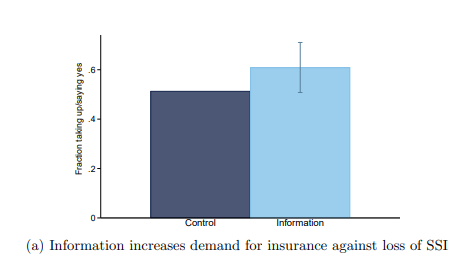 Fraction taking up/saying yes
.6
.4
.2
0
Control Information
(a) Information increases demand for insurance against loss of SSI